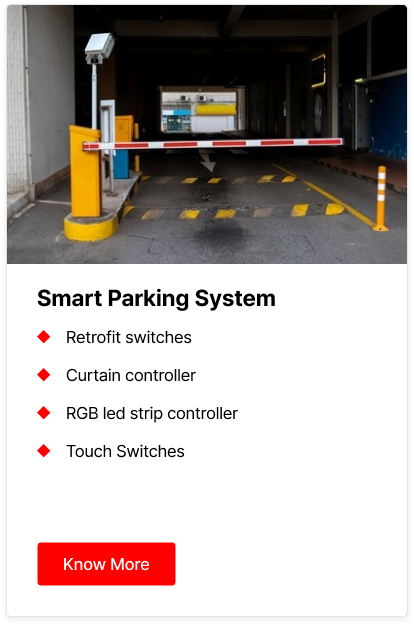 Smart Parking System
Retrofit switches
Curtain controller
RGB led strip controller
Touch Switches
Know More